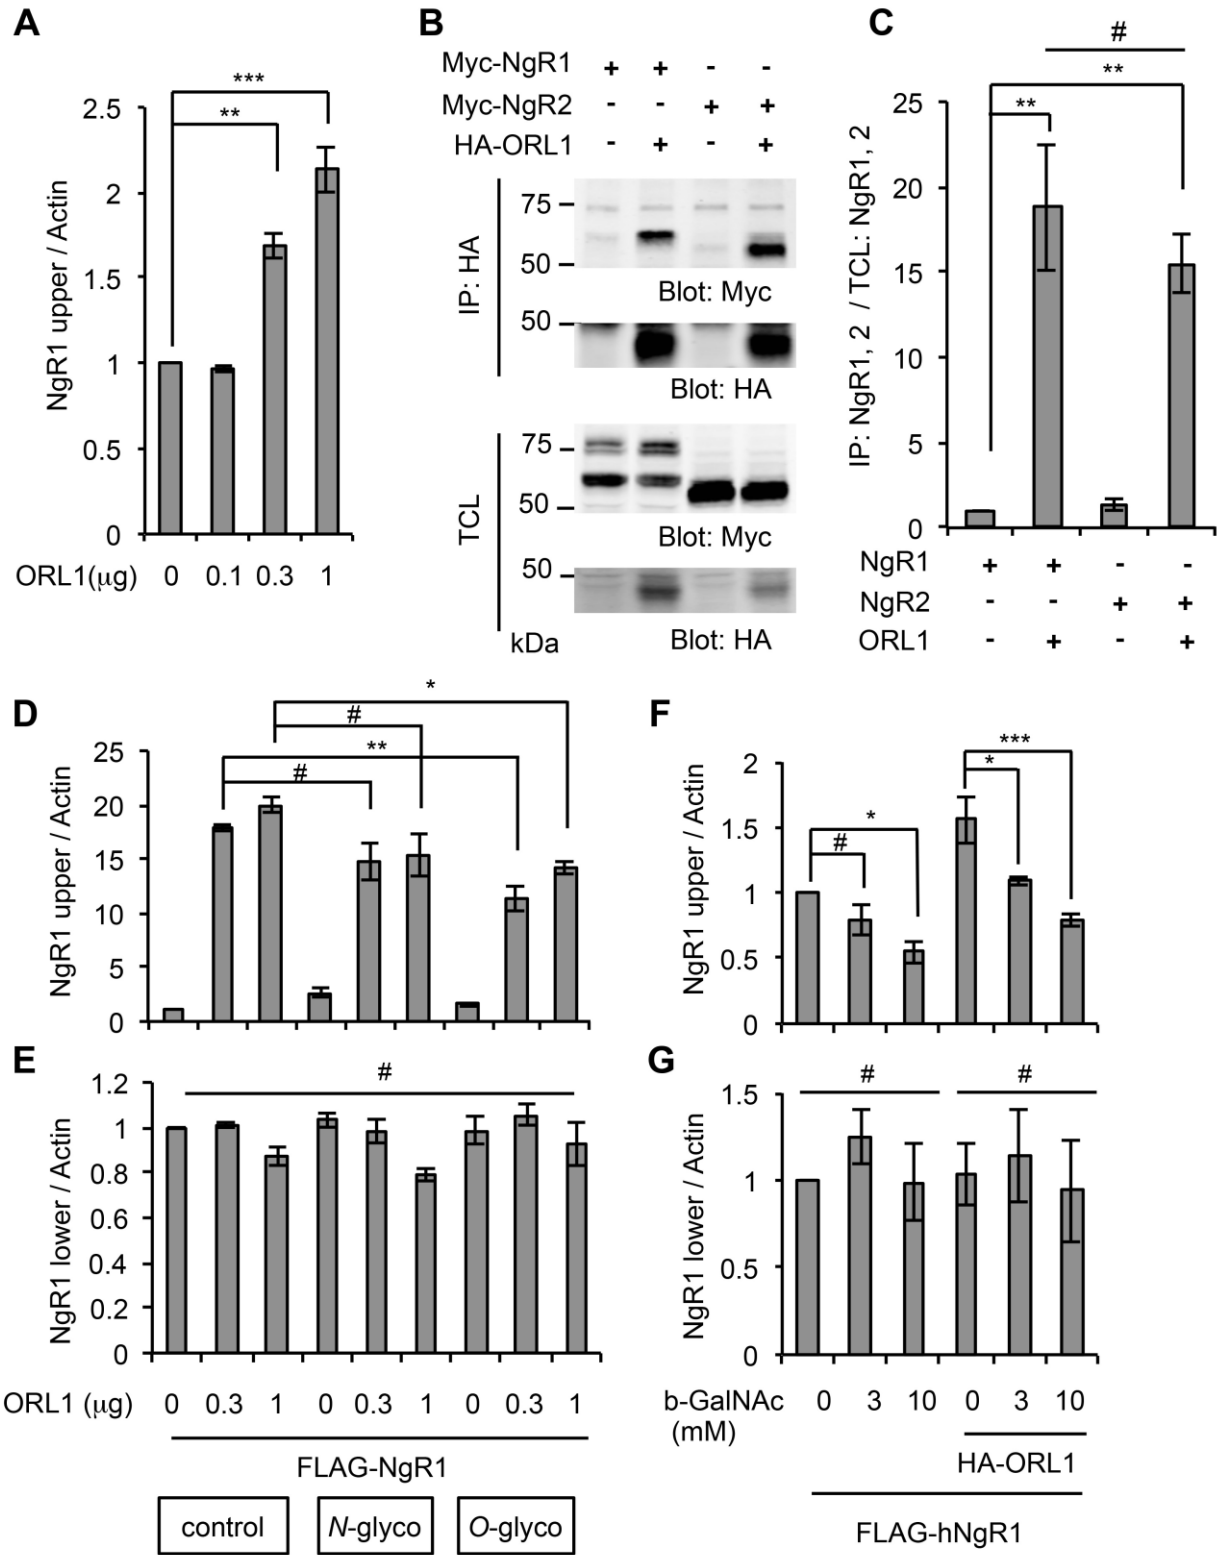 A
***
**
2.5
2
1.5
1
0.5
0
NgR1 upper / Actin
ORL1(μg) 0 0.1 0.3 1
B
Myc-NgR1 + + - -
Myc-NgR2 - - + +
HA-ORL1 - + - +
IP: HA
75
50
Blot: Myc
50
Blot: HA
TCL
75
50
Blot: Myc
50
kDa Blot: HA
C
#
**
**
25
20
15
10
5
0
IP: NgR1, 2 / TCL: NgR1, 2
NgR1 + + - -
NgR2 - - + +
ORL1 - + - +
D
*
#
**
#
25
20
15
10
5
0
NgR1 upper / Actin
E
#
1.2
1
0.8
0.6
0.4
0.2
0
NgR1 lower / Actin
ORL1 (μg) 0 0.3 1 0 0.3 1 0 0.3 1
FLAG-NgR1
control N-glyco O-glyco
F
***
*
*
#
2
1.5
1
0.5
0
NgR1 upper / Actin
G
# #
1.5
1
0.5
0
NgR1 lower / Actin
b-GalNAc 0 3 10 0 3 10
(mM)
HA-ORL1
FLAG-hNgR1